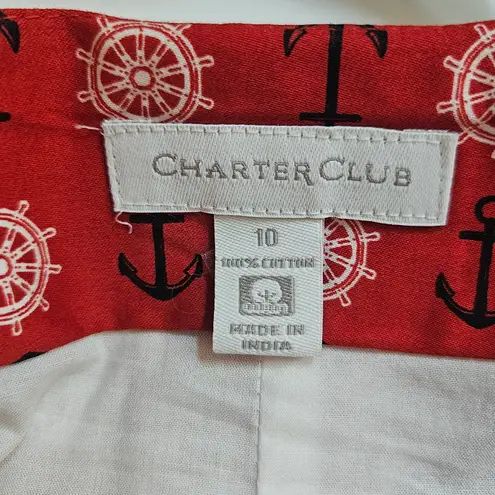 CHARTER CLUB
10
100% COTTON
MADE IN
INDIA